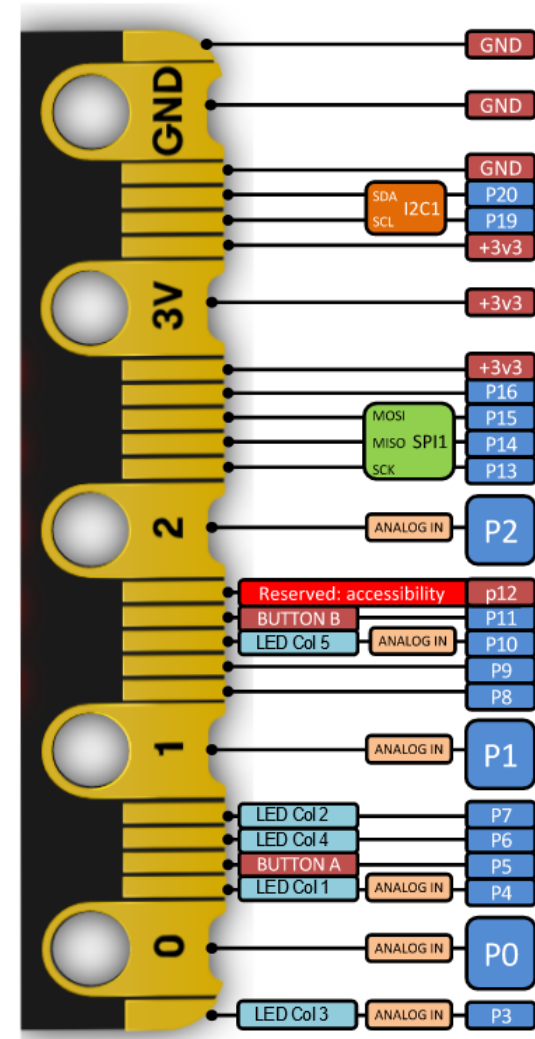 GND
GND
GND
GND
SDA I2C1 P20
SCL P19
+3v3
3V
+3v3
+3v3
P16
MOSI P15
MISO SPI1 P14
SCK P13
2 ANALOG IN P2
Reserved: accessibility p12
BUTTON B P11
LED Col 5 ANALOG IN P10
P9
P8
1 ANALOG IN P1
LED Col 2 P7
LED Col 4 P6
BUTTON A P5
LED Col 1 ANALOG IN P4
0 ANALOG IN P0
LED Col 3 ANALOG IN P3